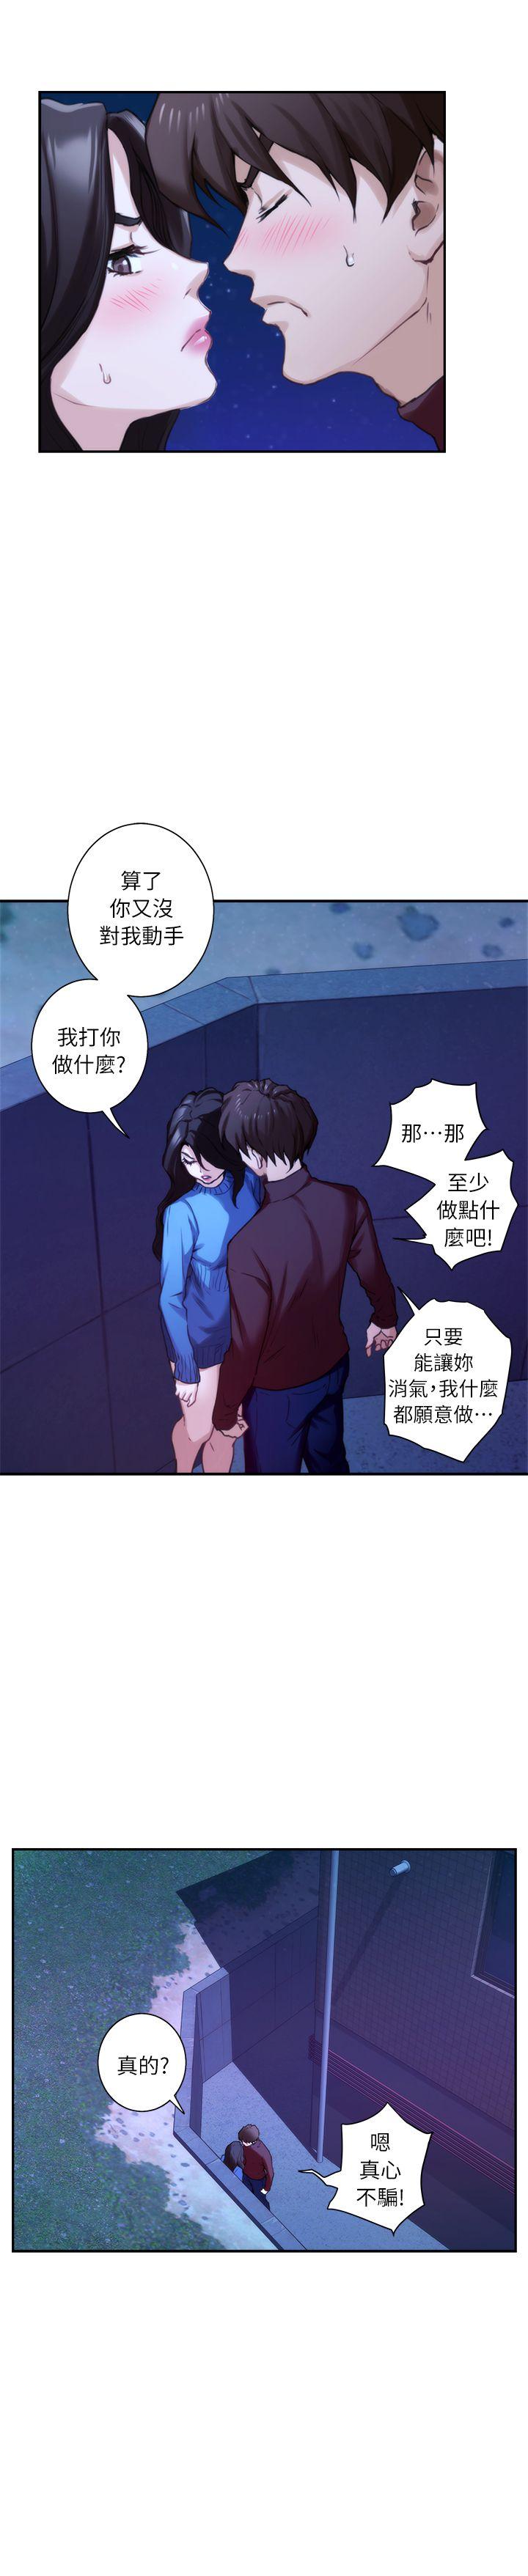 算了
你又沒
對我動手
我打你
做什麼?
那…那
至少
做點什
麼吧!
只要
能讓妳
消氣，我什麼
都願意做…
真的?
嗯
真心
不騙!